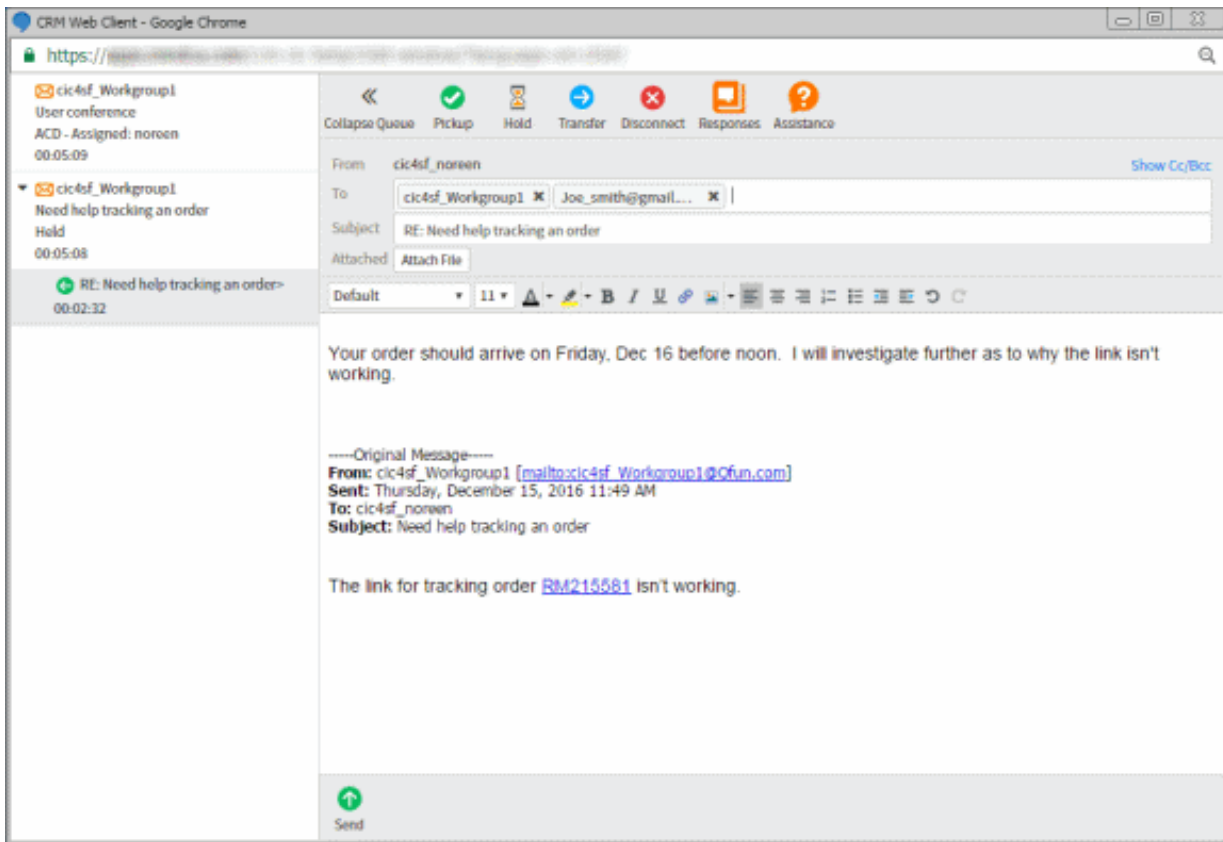 CRM Web Client - Google Chrome
https://
cic4sf_Workgroup1
User conference
ACD - Assigned: noreen
00:05:09
cic4sf_Workgroup1
Need help tracking an order
Held
00:05:08
RE: Need help tracking an order>
00:02:32
Collapse Queue Pickup Hold Transfer Disconnect Responses Assistance
From cic4sf_noreen Show Cc/Bcc
To cic4sf_Workgroup1 Joe_smith@gmail....
Subject RE: Need help tracking an order
Attached Attach File
Default 11 A B I U
Your order should arrive on Friday, Dec 16 before noon. I will investigate further as to why the link isn't
working.
-----Original Message-----
From: cic4sf_Workgroup1 [mailto:cic4sf_Workgroup1@Qfun.com]
Sent: Thursday, December 15, 2016 11:49 AM
To: cic4sf_noreen
Subject: Need help tracking an order
The link for tracking order RM215581 isn't working.
Send